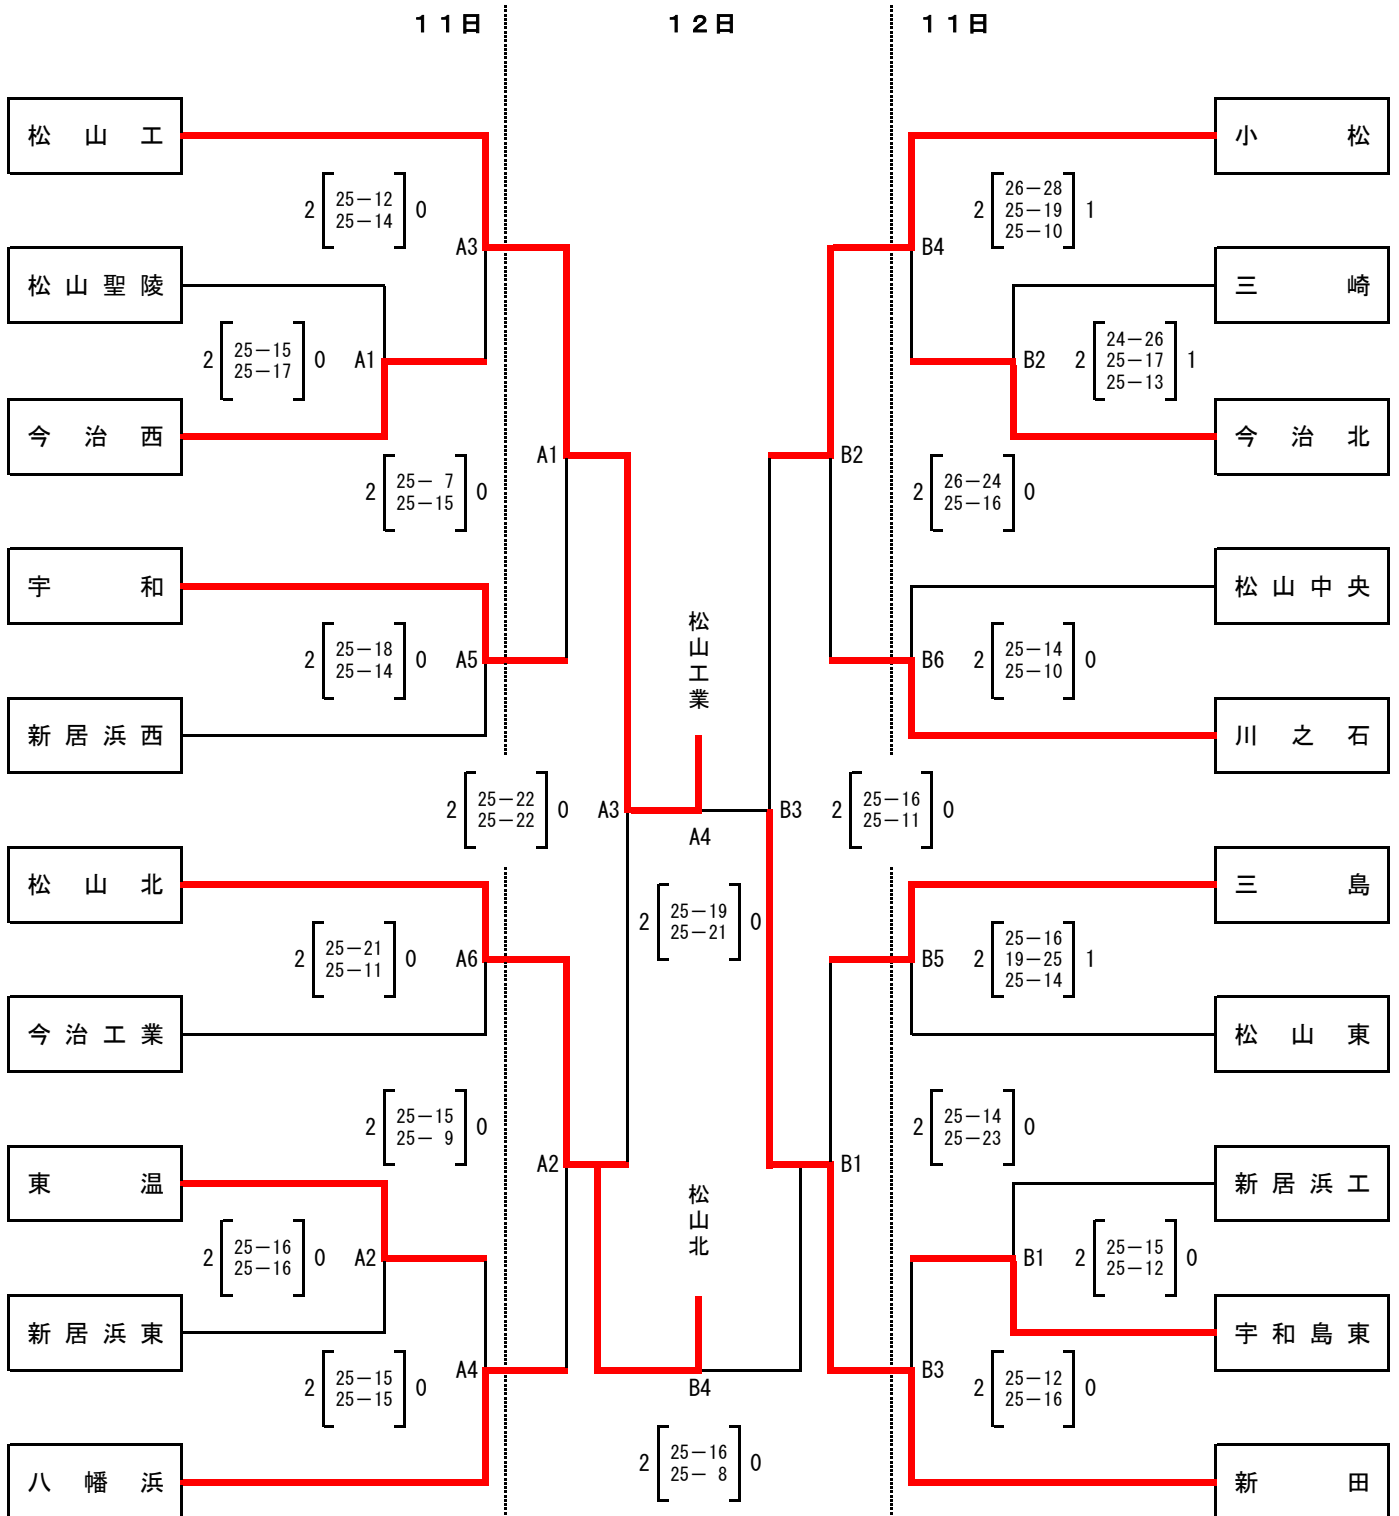 11日
12日
11日
松山工
小松
2 25-12 0
25-14
2 26-28 1
25-19
25-10
A3
B4
松山聖陵
三崎
2 25-15 0
25-17
A1
B2
2 24-26 1
25-17
25-13
今治西
今治北
A1
B2
2 25- 7 0
25-15
2 26-24 0
25-16
宇和
松山中央
松山工業
2 25-18 0
25-14
A5
B6
2 25-14 0
25-10
新居浜西
川之石
2 25-22 0
25-22
A3
A4
B3
2 25-16 0
25-11
松山北
三島
2 25-19 0
25-21
2 25-21 0
25-11
A6
B5
2 25-16 1
19-25
25-14
今治工業
松山東
2 25-15 0
25- 9
2 25-14 0
25-23
A2
B1
東温
新居浜工
松山北
2 25-16 0
25-16
A2
B1
2 25-15 0
25-12
新居浜東
宇和島東
2 25-15 0
25-15
A4
B4
B3
2 25-12 0
25-16
2 25-16 0
25- 8
八幡浜
新田